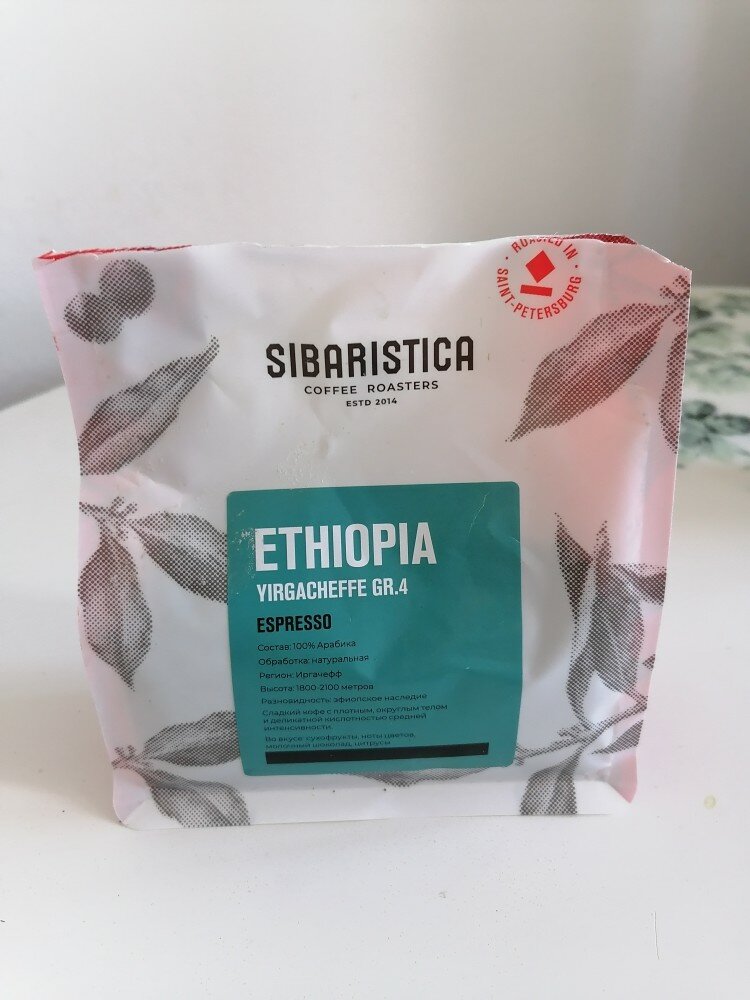 ROASTED IN
SAINT-PETERSBURG
SIBARISTICA
COFFEE ROASTERS
ESTD 2014
ETHIOPIA
YIRGACHEFFE GR.4
ESPRESSO
Состав: 100% Арабика
Обработка: натуральная
Регион: Иргачефф
Высота: 1800-2100 метров
Разновидность: эфиопское наследие
Сладкий кофе с плотным, округлым телом
и деликатной кислотностью средней
интенсивности.
Во вкусе: сухофрукты, ноты цветов,
молочный шоколад, цитрусы